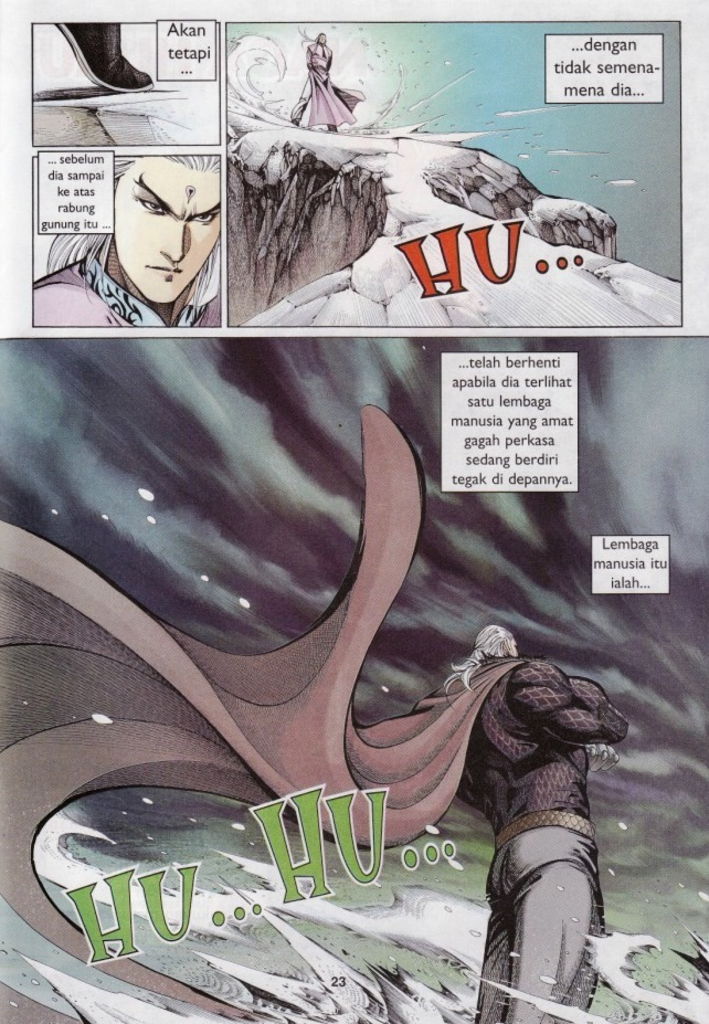 Akan
tetapi
...
... sebelum
dia sampai
ke atas
rabung
gunung itu ...
...dengan
tidak semena-
mena dia...
HU...
...telah berhenti
apabila dia terlihat
satu lembaga
manusia yang amat
gagah perkasa
sedang berdiri
tegak di depannya.
Lembaga
manusia itu
ialah...
HU...HU...
23